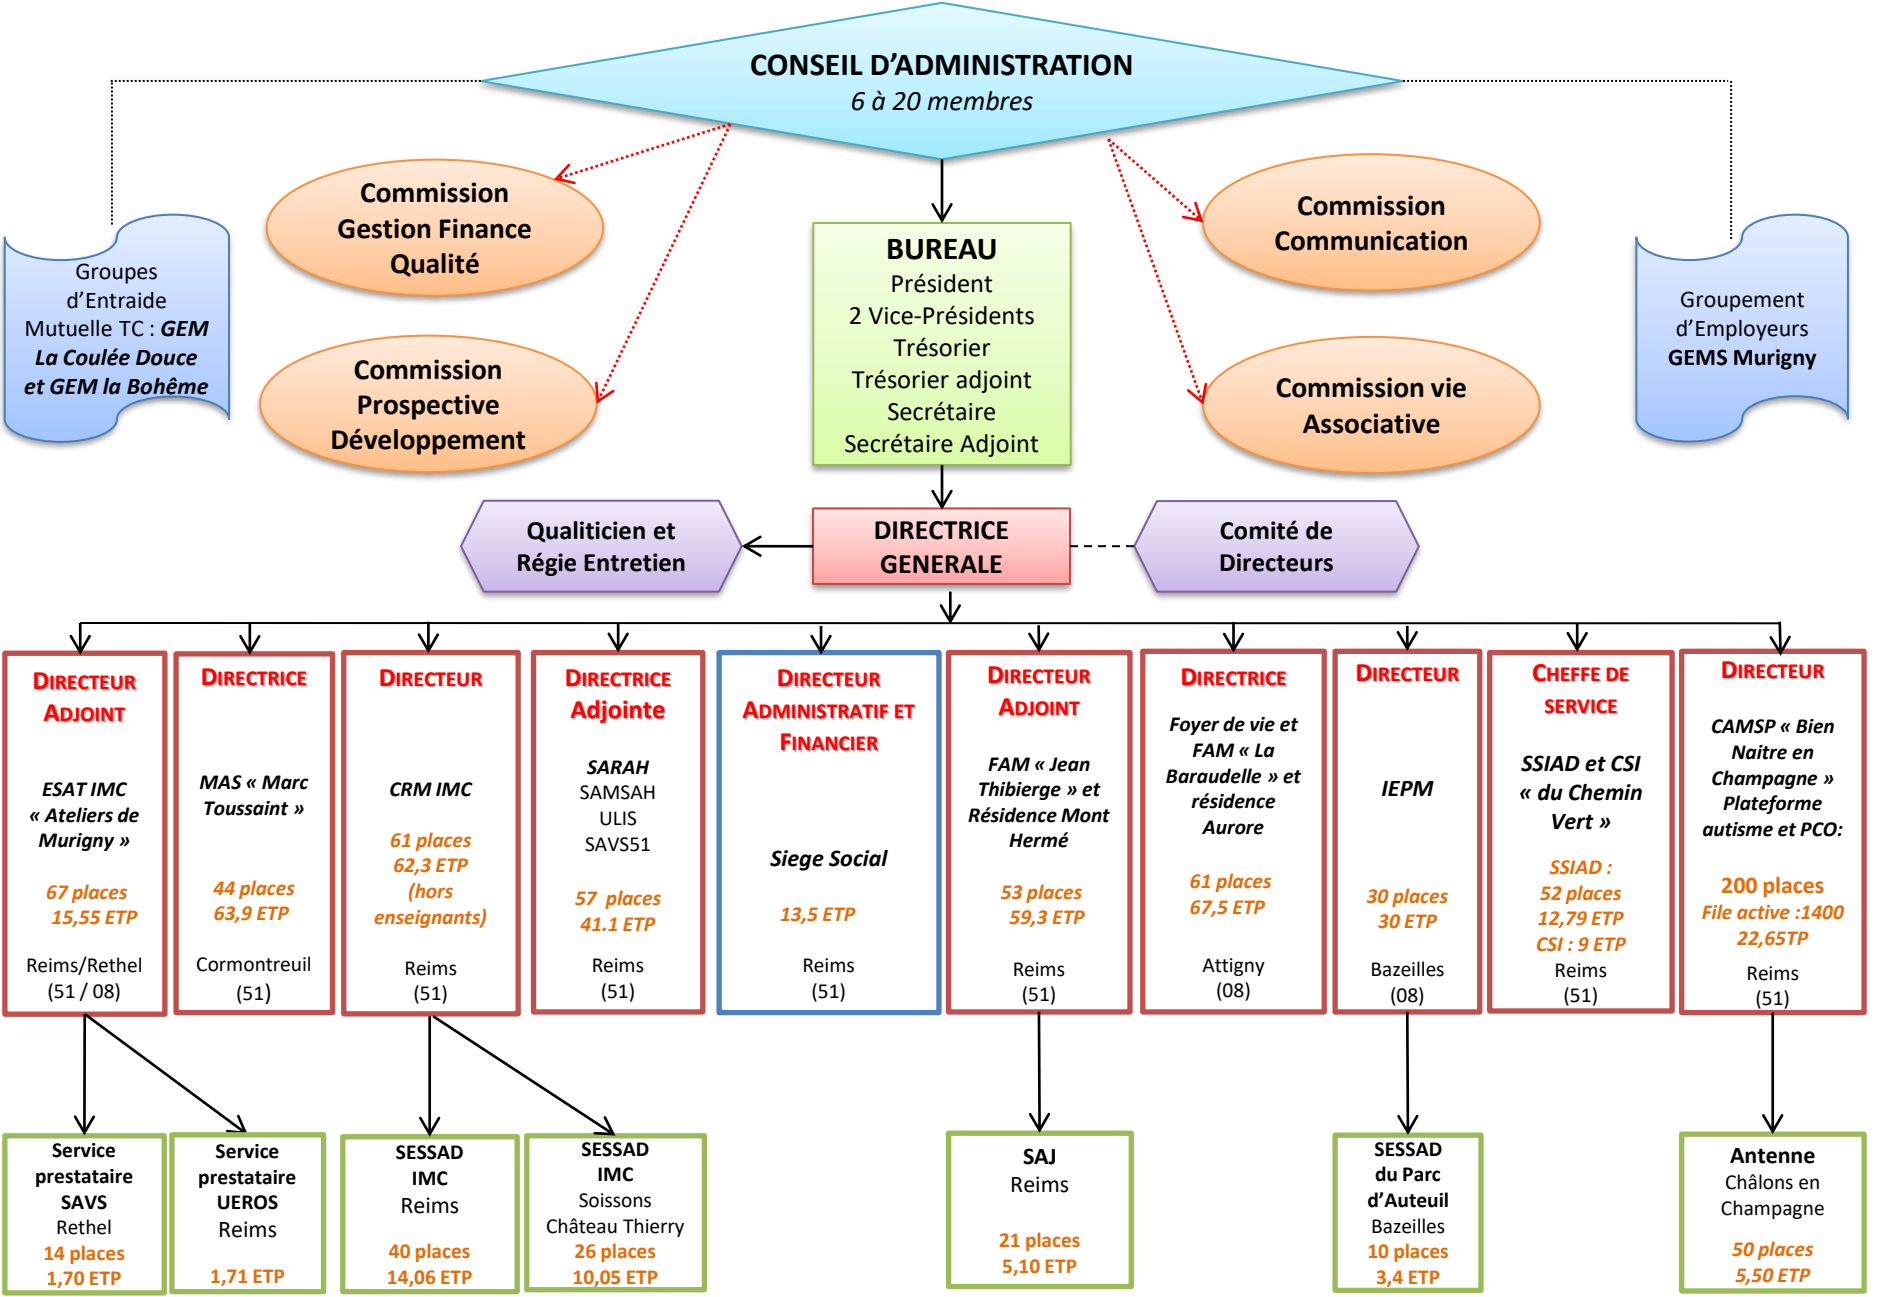 CONSEIL D’ADMINISTRATION
6 à 20 membres
Groupes
d’Entraide
Mutuelle TC : GEM
La Coulée Douce
et GEM la Bohême
Commission
Gestion Finance
Qualité
Commission
Prospective
Développement
BUREAU
Président
2 Vice-Présidents
Trésorier
Trésorier adjoint
Secrétaire
Secrétaire Adjoint
Commission
Communication
Commission vie
Associative
Groupement
d’Employeurs
GEMS Murigny
Qualiticien et
Régie Entretien
DIRECTRICE
GENERALE
Comité de
Directeurs
DIRECTEUR
ADJOINT
ESAT IMC
« Ateliers de
Murigny »
67 places
15,55 ETP
Reims/Rethel
(51 / 08)
DIRECTRICE
MAS « Marc
Toussaint »
44 places
63,9 ETP
Cormontreuil
(51)
DIRECTEUR
CRM IMC
61 places
62,3 ETP
(hors
enseignants)
Reims
(51)
DIRECTRICE
Adjointe
SARAH
SAMSAH
ULIS
SAVS51
57 places
41.1 ETP
Reims
(51)
DIRECTEUR
ADMINISTRATIF ET
FINANCIER
Siege Social
13,5 ETP
Reims
(51)
DIRECTEUR
ADJOINT
FAM « Jean
Thibierge » et
Résidence Mont
Hermé
53 places
59,3 ETP
Reims
(51)
DIRECTRICE
Foyer de vie et
FAM « La
Baraudelle » et
résidence
Aurore
61 places
67,5 ETP
Attigny
(08)
DIRECTEUR
IEPM
30 places
30 ETP
Bazeilles
(08)
CHEFFE DE
SERVICE
SSIAD et CSI
« du Chemin
Vert »
SSIAD :
52 places
12,79 ETP
CSI : 9 ETP
Reims
(51)
DIRECTEUR
CAMSP « Bien
Naitre en
Champagne »
Plateforme
autisme et PCO:
200 places
File active :1400
22,65TP
Reims
(51)
Service
prestataire
SAVS
Rethel
14 places
1,70 ETP
Service
prestataire
UEROS
Reims
1,71 ETP
SESSAD
IMC
Reims
40 places
14,06 ETP
SESSAD
IMC
Soissons
Château Thierry
26 places
10,05 ETP
SAJ
Reims
21 places
5,10 ETP
SESSAD
du Parc
d’Auteuil
Bazeilles
10 places
3,4 ETP
Antenne
Châlons en
Champagne
50 places
5,50 ETP